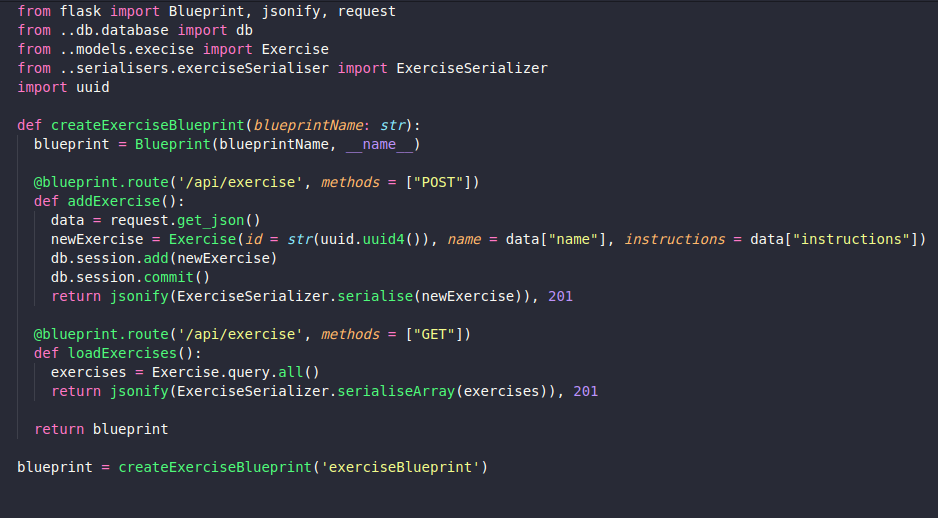 from flask import Blueprint, jsonify, request
from ..db.database import db
from ..models.execise import Exercise
from ..serialisers.exerciseSerialiser import ExerciseSerializer
import uuid
def createExerciseBlueprint(blueprintName: str):
blueprint = Blueprint(blueprintName, __name__)
@blueprint.route('/api/exercise', methods = ["POST"])
def addExercise():
data = request.get_json()
newExercise = Exercise(id = str(uuid.uuid4()), name = data["name"], instructions = data["instructions"])
db.session.add(newExercise)
db.session.commit()
return jsonify(ExerciseSerializer.serialise(newExercise)), 201
@blueprint.route('/api/exercise', methods = ["GET"])
def loadExercises():
exercises = Exercise.query.all()
return jsonify(ExerciseSerializer.serialiseArray(exercises)), 201
return blueprint
blueprint = createExerciseBlueprint('exerciseBlueprint')